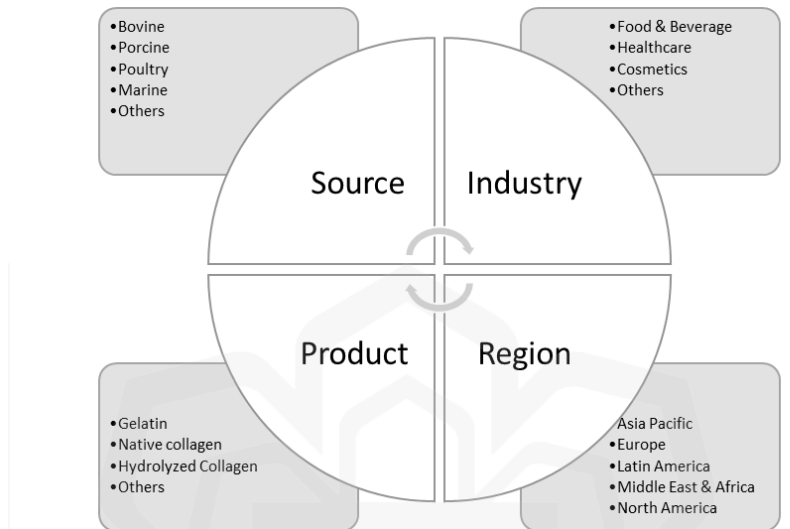 •Bovine
•Porcine
•Poultry
•Marine
•Others
•Food & Beverage
•Healthcare
•Cosmetics
•Others
Source
Industry
Product
Region
•Gelatin
•Native collagen
•Hydrolyzed Collagen
•Others
Asia Pacific
•Europe
•Latin America
•Middle East & Africa
•North America